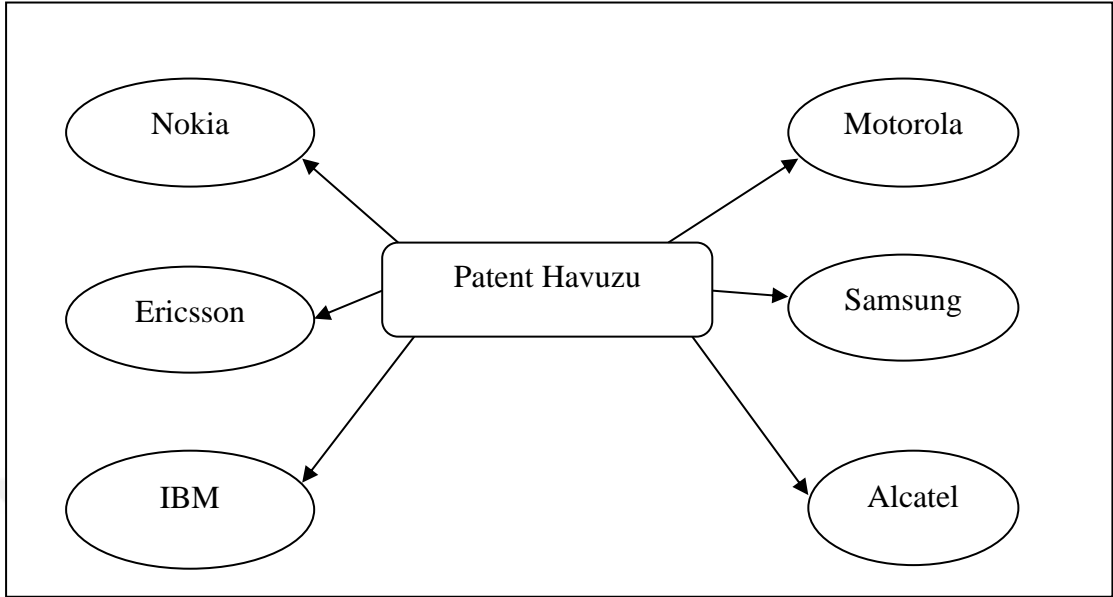 Nokia
Motorola
Patent Havuzu
Ericsson
Samsung
IBM
Alcatel